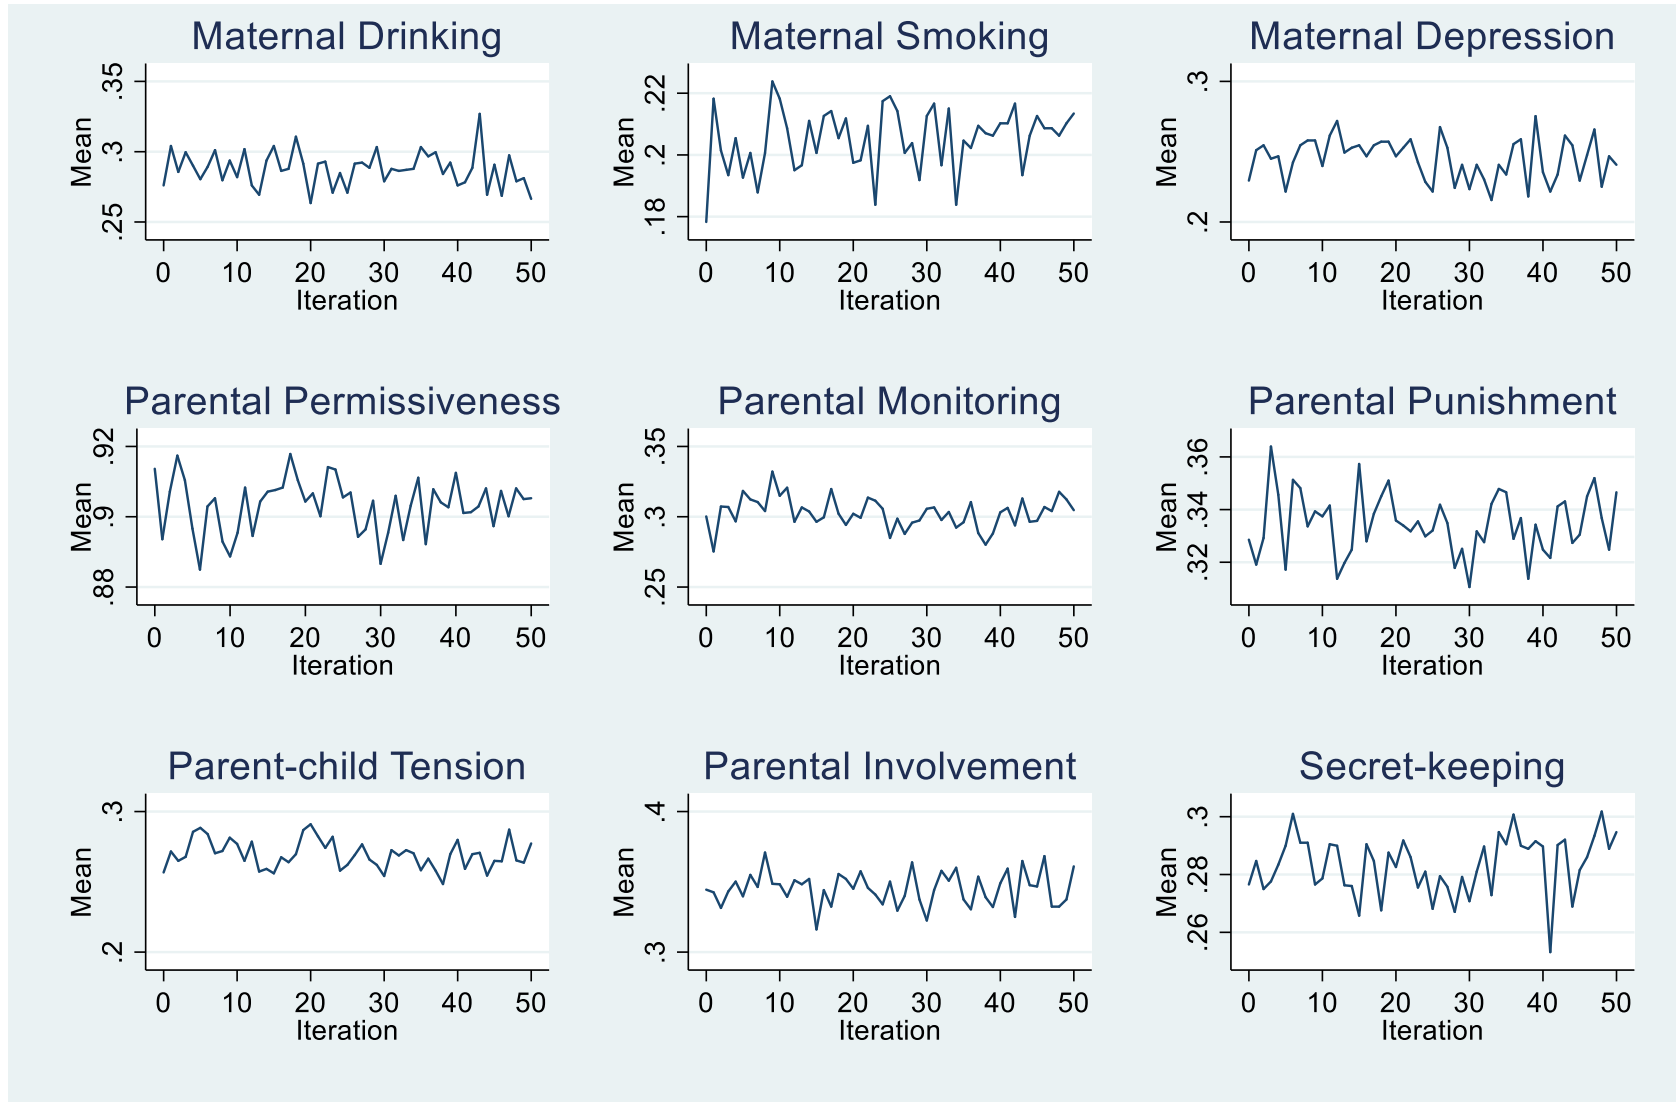 Maternal Drinking
Mean
.35
.3
.25
0 10 20 30 40 50
Iteration
Maternal Smoking
Mean
.22
.2
.18
0 10 20 30 40 50
Iteration
Maternal Depression
Mean
.3
.2
0 10 20 30 40 50
Iteration
Parental Permissiveness
Mean
.92
.9
.88
0 10 20 30 40 50
Iteration
Parental Monitoring
Mean
.35
.3
.25
0 10 20 30 40 50
Iteration
Parental Punishment
Mean
.36
.34
.32
0 10 20 30 40 50
Iteration
Parent-child Tension
Mean
.3
.2
0 10 20 30 40 50
Iteration
Parental Involvement
Mean
.4
.3
0 10 20 30 40 50
Iteration
Secret-keeping
Mean
.3
.28
.26
0 10 20 30 40 50
Iteration